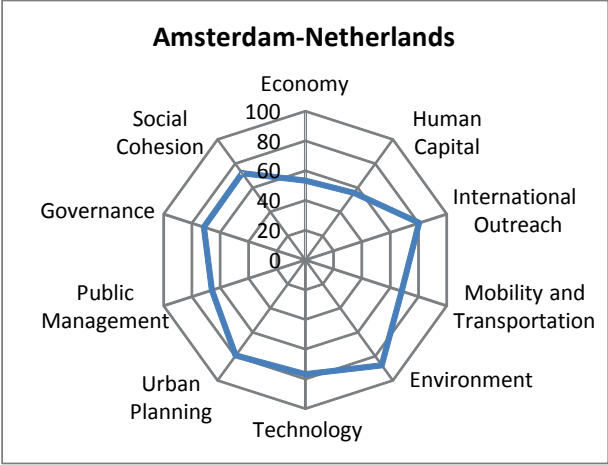 Amsterdam-Netherlands
Economy
Human
Capital
International
Outreach
Mobility and
Transportation
Environment
Technology
Urban
Planning
Public
Management
Governance
Social
Cohesion
100
80
60
40
20
0